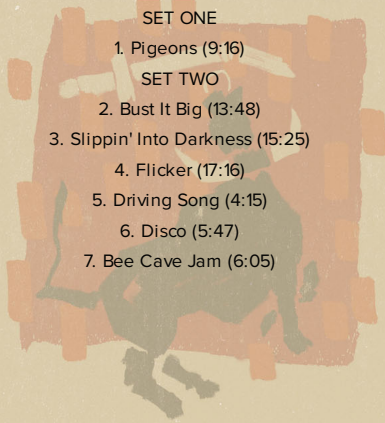 SET ONE
1. Pigeons (9:16)
SET TWO
2. Bust It Big (13:48)
3. Slippin' Into Darkness (15:25)
4. Flicker (17:16)
5. Driving Song (4:15)
6. Disco (5:47)
7. Bee Cave Jam (6:05)